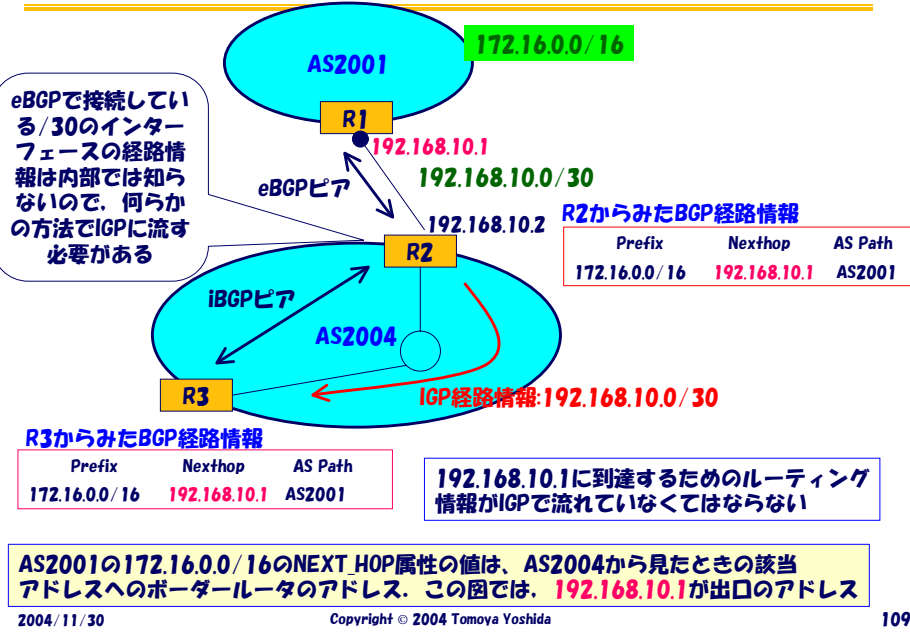 172.16.0.0/16
AS2001
eBGPで接続してい
る/30のインター
フェースの経路情
報は内部では知ら
ないので、何らか
の方法でIGPに流す
必要がある
R1
192.168.10.1
192.168.10.0/30
eBGPピア
192.168.10.2
R2
R2からみたBGP経路情報
Prefix Nexthop AS Path
172.16.0.0/16 192.168.10.1 AS2001
iBGPピア
AS2004
R3
IGP経路情報:192.168.10.0/30
R3からみたBGP経路情報
Prefix Nexthop AS Path
172.16.0.0/16 192.168.10.1 AS2001
192.168.10.1に到達するためのルーティング
情報がIGPで流れていなくてはならない
AS2001の172.16.0.0/16のNEXT_HOP属性の値は、AS2004から見たときの該当
アドレスへのボーダールータのアドレス．この図では，192.168.10.1が出口のアドレス
2004/11/30 Copyright © 2004 Tomoya Yoshida 109